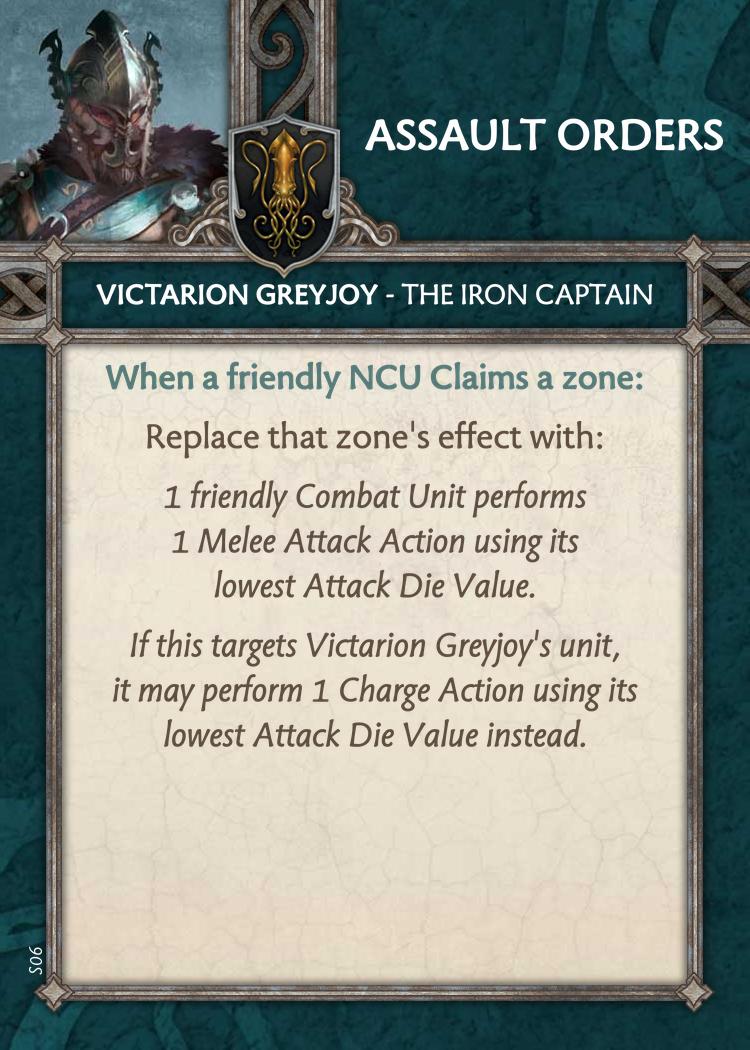 ASSAULT ORDERS
VICTARION GREYJOY - THE IRON CAPTAIN
When a friendly NCU Claims a zone:
Replace that zone's effect with:
1 friendly Combat Unit performs
1 Melee Attack Action using its
lowest Attack Die Value.
If this targets Victarion Greyjoy's unit,
it may perform 1 Charge Action using its
lowest Attack Die Value instead.
S06